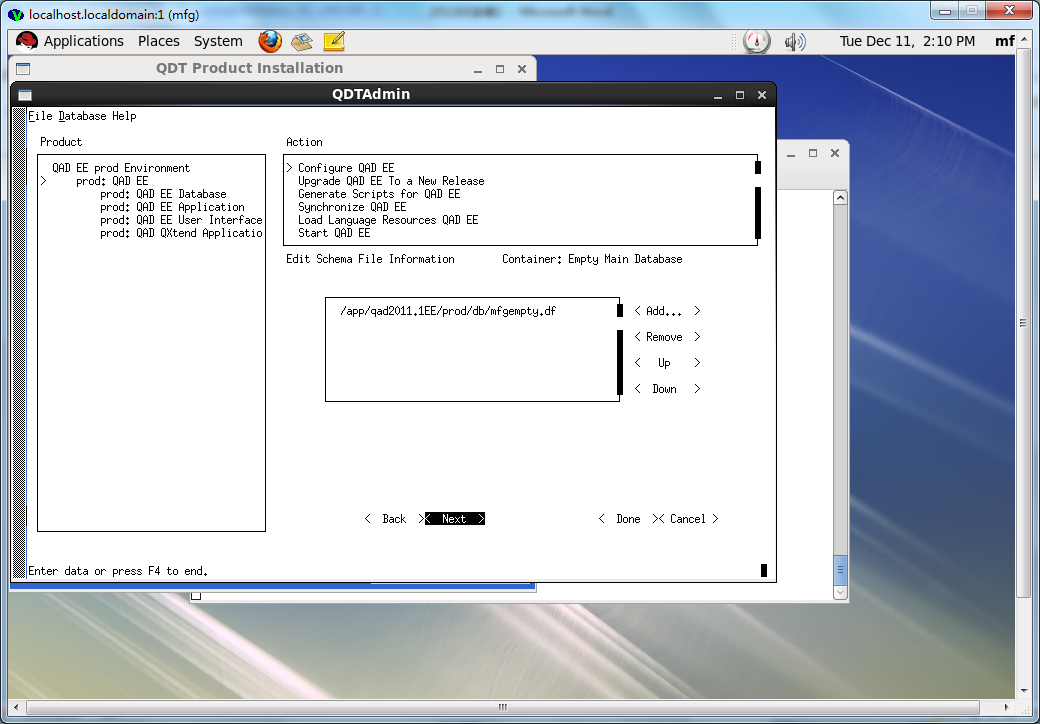 localhost.localdomain:1 (mfg)
Applications Places System Tue Dec 11, 2:10 PM mf
QDT Product Installation
QDTAdmin
File Database Help
Product
QAD EE prod Environment
> prod: QAD EE
prod: QAD EE Database
prod: QAD EE Application
prod: QAD EE User Interface
prod: QAD QXtend Applicatio
Action
> Configure QAD EE
Upgrade QAD EE To a New Release
Generate Scripts for QAD EE
Synchronize QAD EE
Load Language Resources QAD EE
Start QAD EE
Edit Schema File Information Container: Empty Main Database
/app/qad2011.1EE/prod/db/mfgempty.df
< Add... >
< Remove >
< Up >
< Down >
< Back >< Next > < Done >< Cancel >
Enter data or press F4 to end.